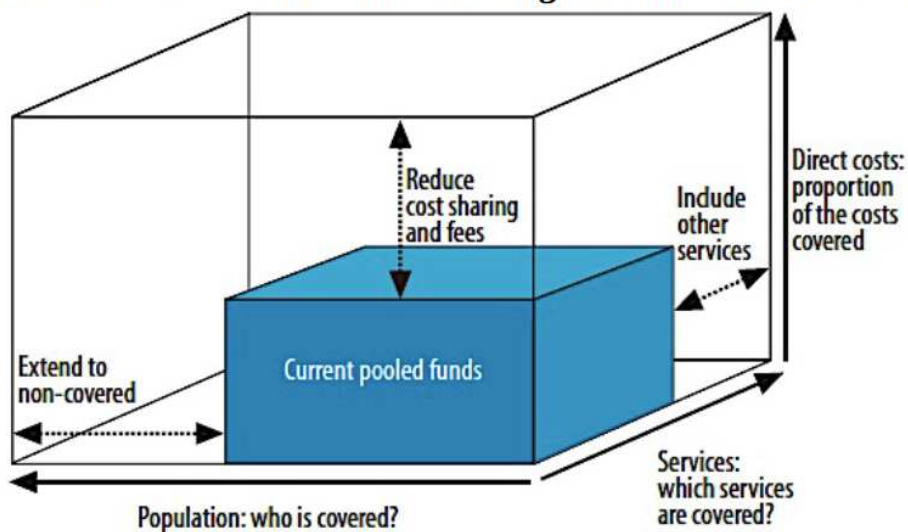 Reduce
cost sharing
and fees
Include
other
services
Direct costs:
proportion
of the costs
covered
Extend to
non-covered
Current pooled funds
Services:
which services
are covered?
Population: who is covered?